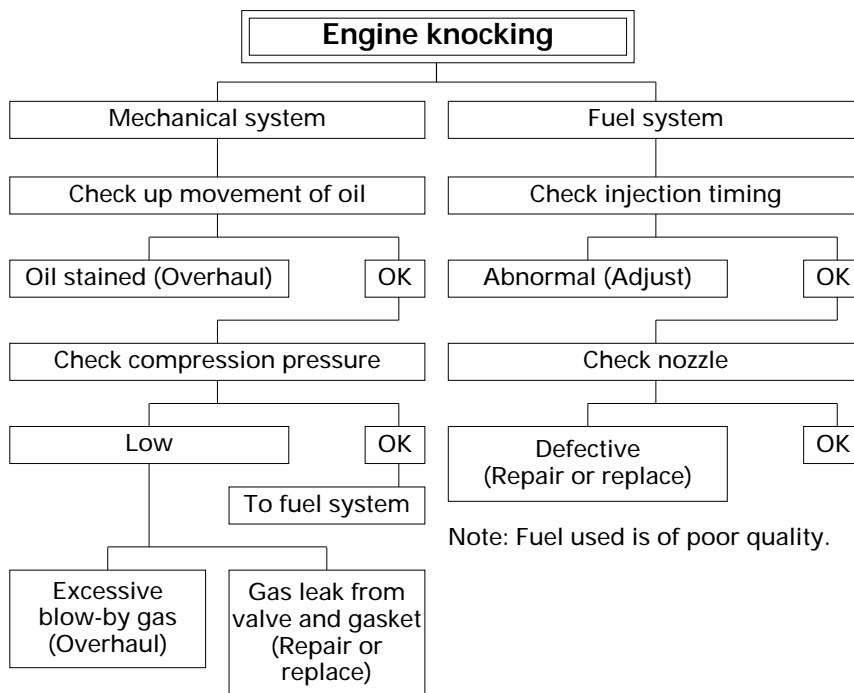 Engine knocking
Mechanical system
Fuel system
Check up movement of oil
Check injection timing
Oil stained (Overhaul)
OK
Abnormal (Adjust)
OK
Check compression pressure
Check nozzle
Low
OK
Defective
(Repair or replace)
OK
To fuel system
Note: Fuel used is of poor quality.
Excessive
blow-by gas
(Overhaul)
Gas leak from
valve and gasket
(Repair or
replace)